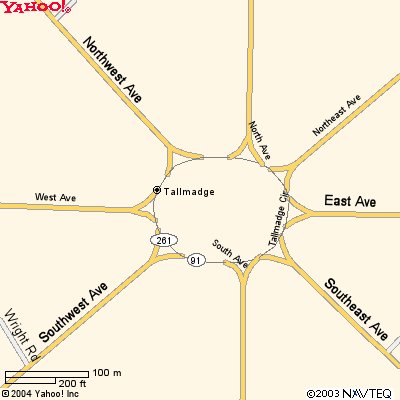 YAHOO!
Northwest Ave
North Ave
Northeast Ave
Tallmadge
West Ave
East Ave
Tallmadge Cir
261
South Ave
91
Southwest Ave
Southeast Ave
Wright Rd
100 m
200 ft
©2004 Yahoo! Inc
©2003 NAVTEQ